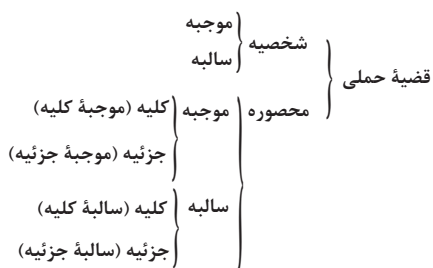 موجبه
شخصیه
سالبه
قضیهٔ حملی
محصوره
موجبه
کلیه (موجبهٔ کلیه)
جزئیه (موجبهٔ جزئیه)
سالبه
کلیه (سالبهٔ کلیه)
جزئیه (سالبهٔ جزئیه)